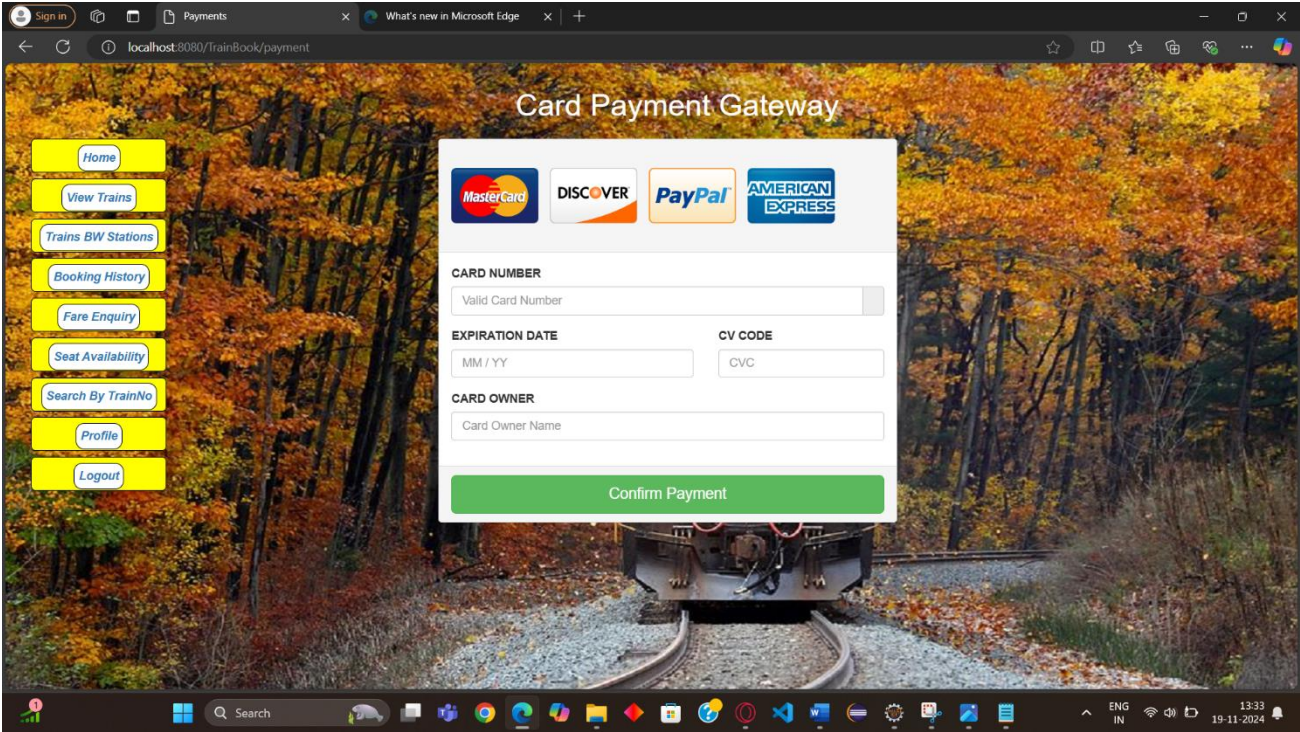 Sign in
Payments
What's new in Microsoft Edge
localhost:8080/TrainBook/payment
Card Payment Gateway
Home
View Trains
Trains BW Stations
Booking History
Fare Enquiry
Seat Availability
Search By TrainNo
Profile
Logout
MasterCard
DISCOVER
PayPal
AMERICAN
EXPRESS
CARD NUMBER
Valid Card Number
EXPIRATION DATE
CV CODE
MM / YY
CVC
CARD OWNER
Card Owner Name
Confirm Payment
1
Search
ENG
IN
13:33
19-11-2024